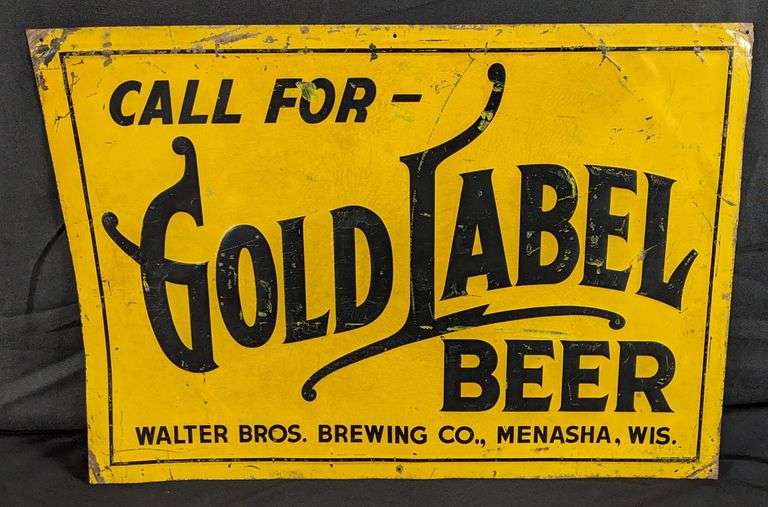 CALL FOR –
GOLD LABEL
BEER
WALTER BROS. BREWING CO., MENASHA, WIS.